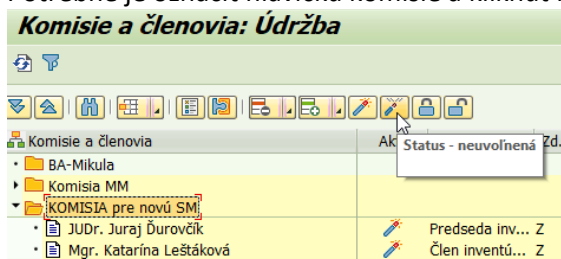 Komisie a členovia: Údržba
Komisie a členovia Ak Zd.
Status - neuvoľnená
BA-Mikula
Komisia MM
KOMISIA pre novú SM
JUDr. Juraj Ďurovčík Predseda inv... Z
Mgr. Katarína Leštáková Člen inventú... Z